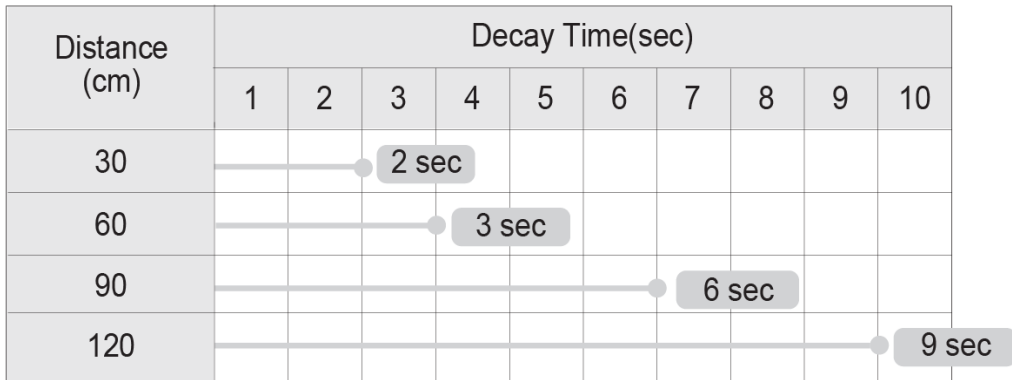 Distance
(cm)
Decay Time(sec)
1 2 3 4 5 6 7 8 9 10
30 2 sec
60 3 sec
90 6 sec
120 9 sec